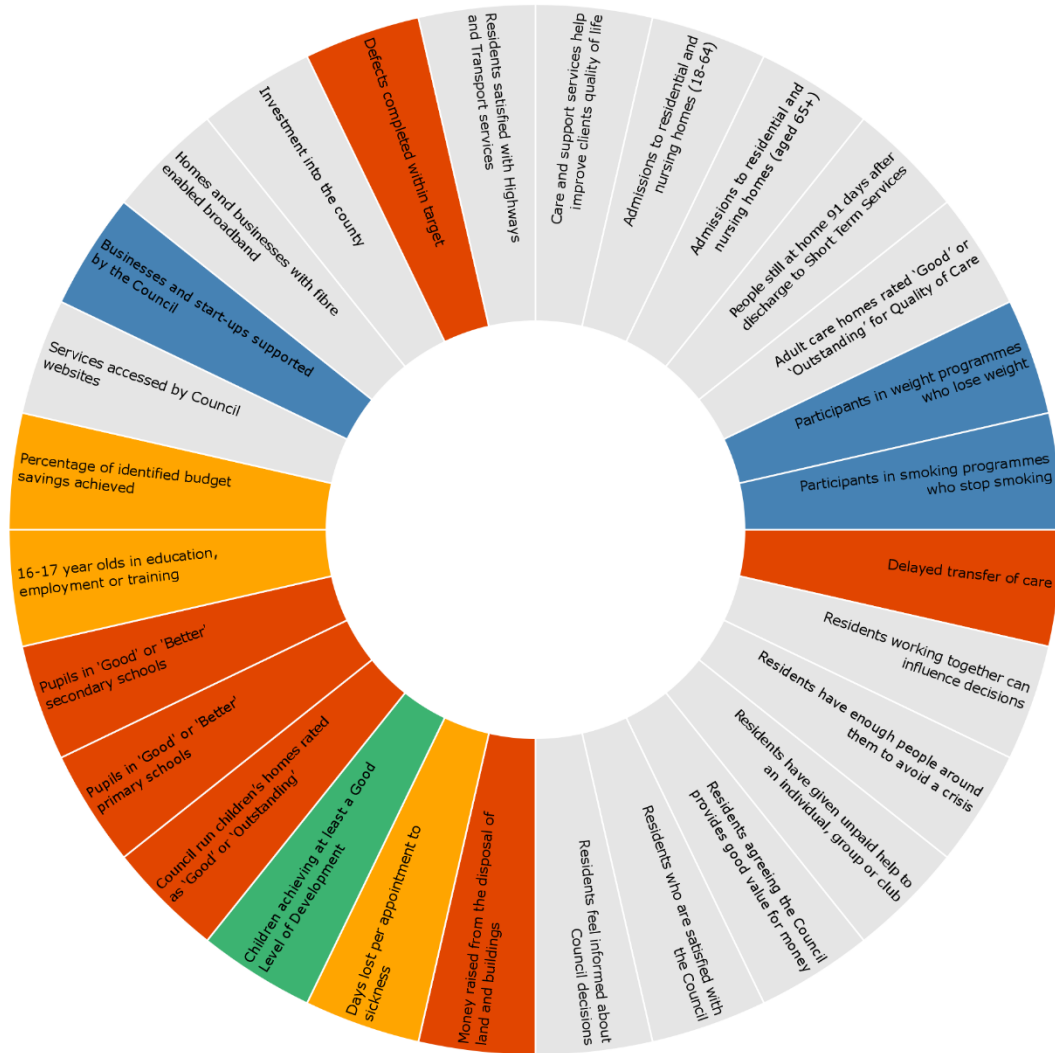 Care and support services help
improve clients quality of life
Admissions to residential and
nursing homes (18-64)
Admissions to residential and
nursing homes (aged 65+)
People still at home 91 days after
discharge to Short Term Services
Adult care homes rated ‘Good’ or
‘Outstanding’ for Quality of Care
Participants in weight programmes
who lose weight
Participants in smoking programmes
who stop smoking
Delayed transfer of care
Residents working together can
influence decisions
Residents have enough people around
them to avoid a crisis
Residents have given unpaid help to
an individual, group or club
Residents agreeing the Council
provides good value for money
Residents who are satisfied with
the Council
Residents feel informed about
Council decisions
Money raised from the disposal of
land and buildings
Days lost per appointment to
sickness
Children achieving at least a Good
Level of Development
Council run children’s homes rated
as ‘Good’ or ‘Outstanding’
Pupils in ‘Good’ or ‘Better’
primary schools
Pupils in ‘Good’ or ‘Better’
secondary schools
16-17 year olds in education,
employment or training
Percentage of identified budget
savings achieved
Services accessed by Council
websites
Businesses and start-ups supported
by the Council
Homes and businesses with fibre
enabled broadband
Investment into the county
Defects completed within target
Residents satisfied with Highways
and Transport services